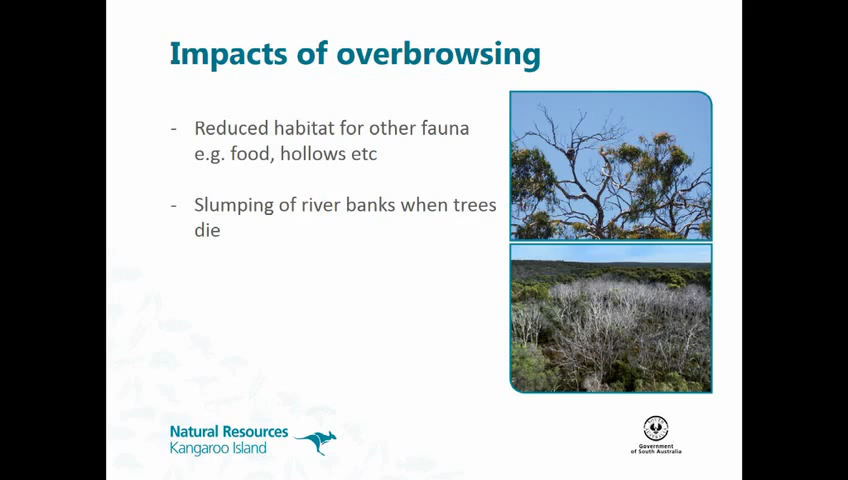 Impacts of overbrowsing
- Reduced habitat for other fauna
e.g. food, hollows etc
- Slumping of river banks when trees
die
Natural Resources
Kangaroo Island
Government
of South Australia